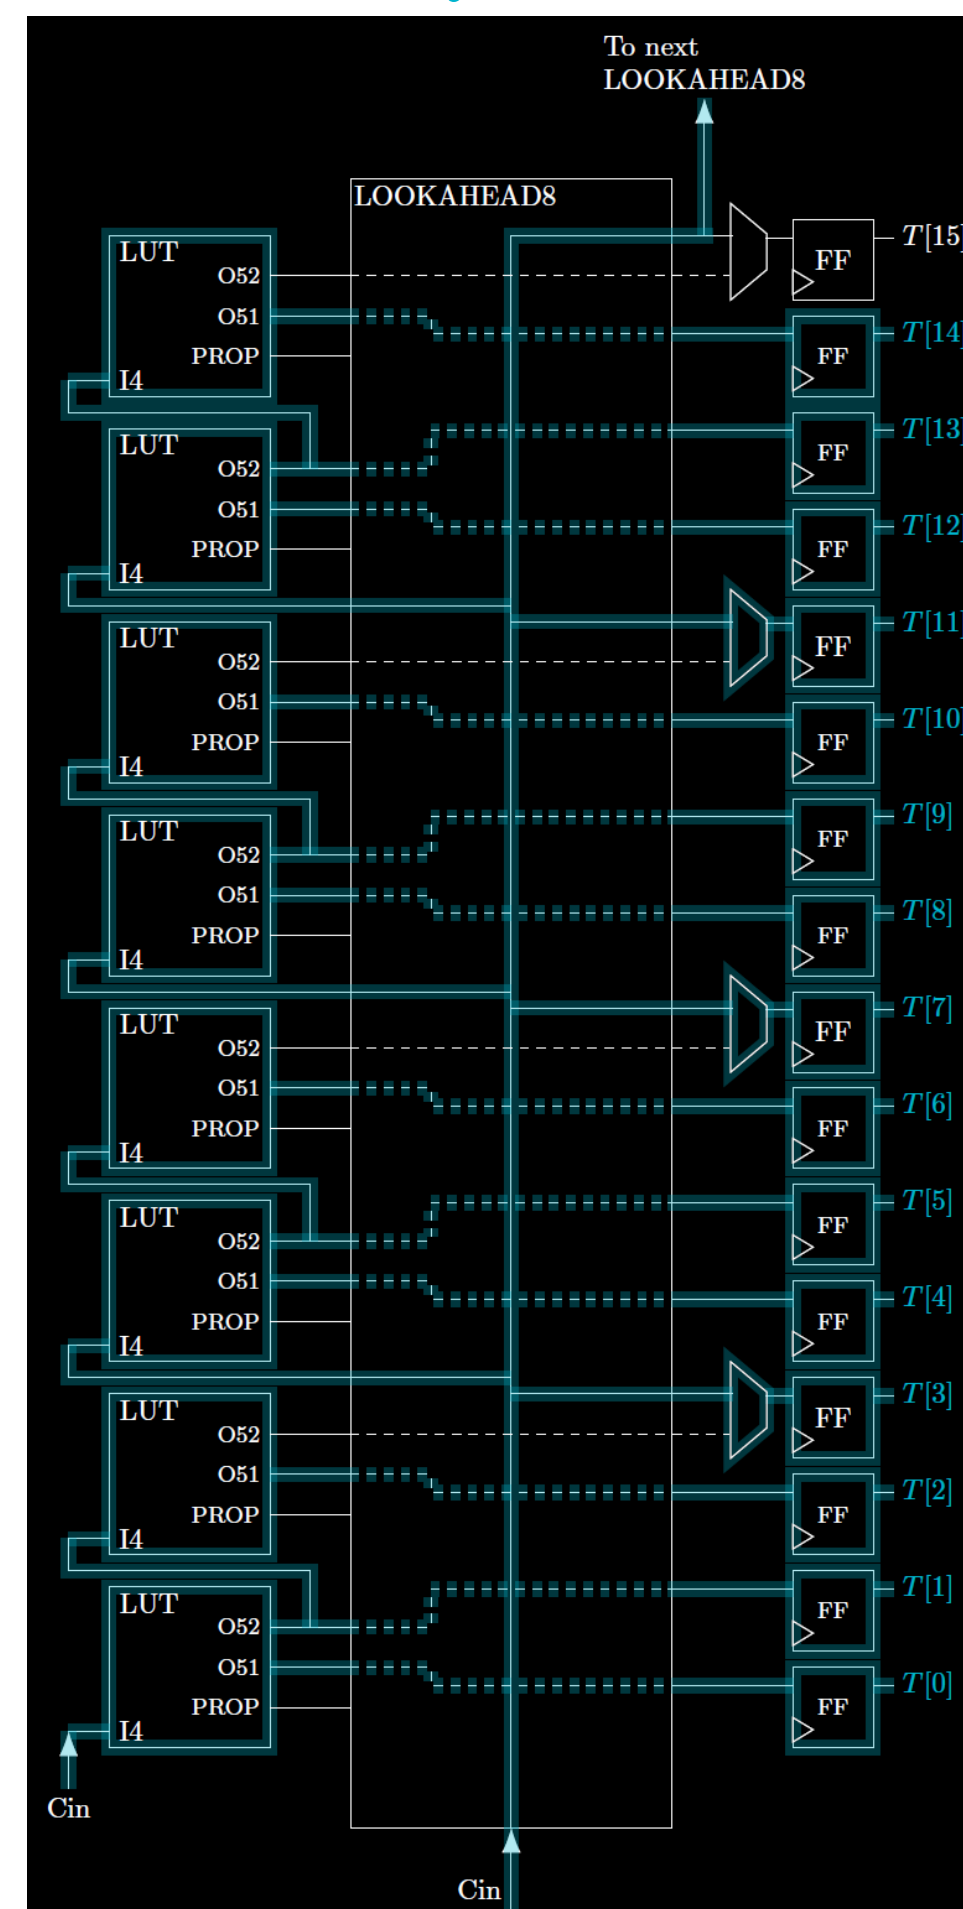 To next
LOOKAHEAD8
LOOKAHEAD8
LUT
O52
FF
T[15]
O51
FF
T[14]
PROP
I4
LUT
O52
FF
T[13]
O51
FF
T[12]
PROP
I4
LUT
O52
FF
T[11]
O51
FF
T[10]
PROP
I4
LUT
O52
FF
T[9]
O51
FF
T[8]
PROP
I4
LUT
O52
FF
T[7]
O51
FF
T[6]
PROP
I4
LUT
O52
FF
T[5]
O51
FF
T[4]
PROP
I4
LUT
O52
FF
T[3]
O51
FF
T[2]
PROP
I4
LUT
O52
FF
T[1]
O51
FF
T[0]
PROP
I4
Cin
Cin